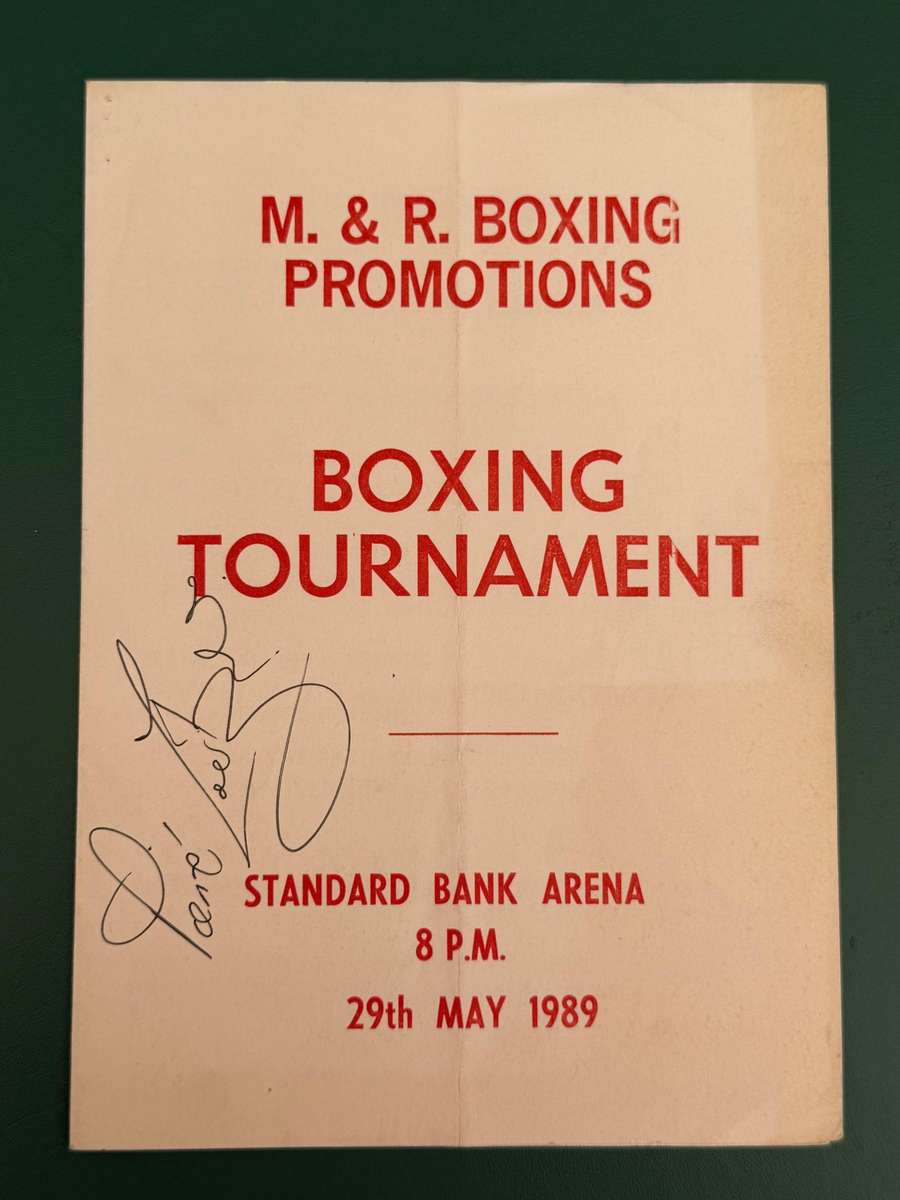 M. & R. BOXING
PROMOTIONS
BOXING
TOURNAMENT
STANDARD BANK ARENA
8 P.M.
29th MAY 1989